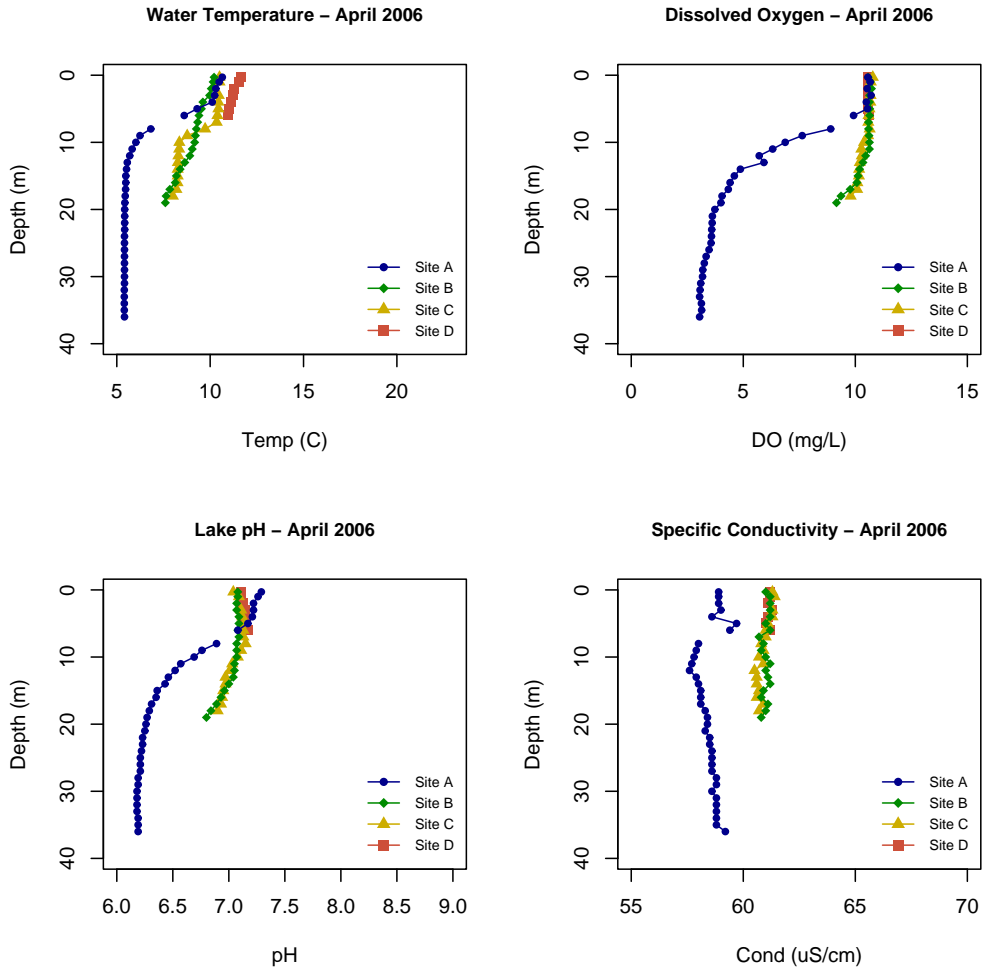 Water Temperature – April 2006
Depth (m)
0
10
20
30
40
Site A
Site B
Site C
Site D
5
10
15
20
Temp (C)
Dissolved Oxygen – April 2006
Depth (m)
0
10
20
30
40
Site A
Site B
Site C
Site D
0
5
10
15
DO (mg/L)
Lake pH – April 2006
Depth (m)
0
10
20
30
40
Site A
Site B
Site C
Site D
6.0
6.5
7.0
7.5
8.0
8.5
9.0
pH
Specific Conductivity – April 2006
Depth (m)
0
10
20
30
40
Site A
Site B
Site C
Site D
55
60
65
70
Cond (uS/cm)